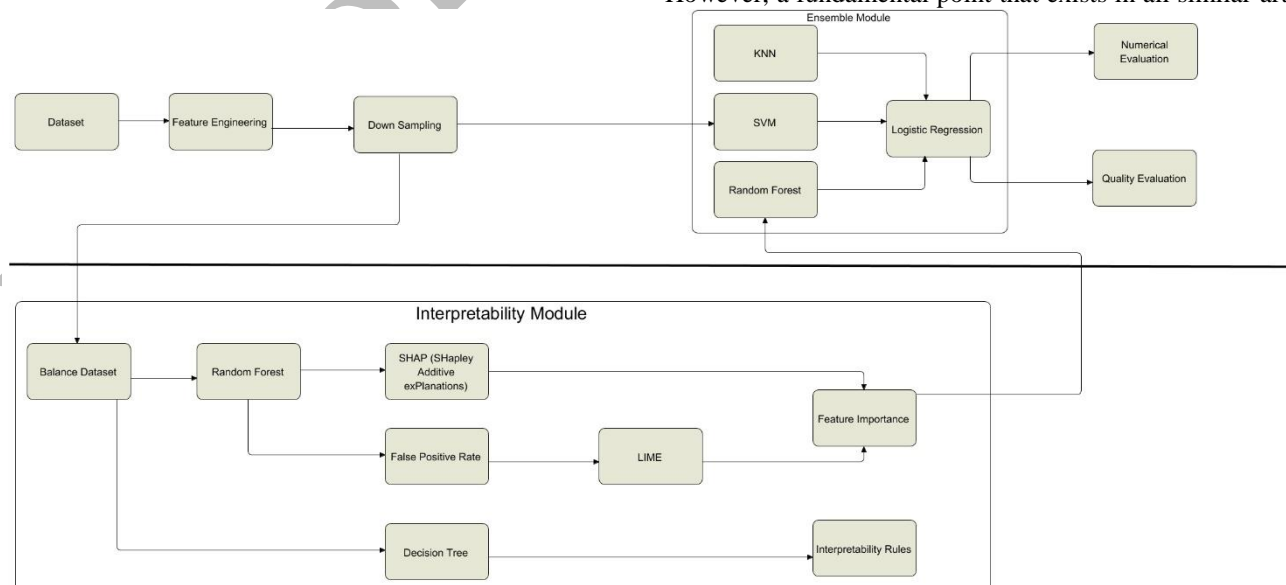 However, a fundamental point that exists in all similar
Ensemble Module
KNN
Numerical
Evaluation
Dataset
Feature Engineering
Down Sampling
SVM
Logistic Regression
Random Forest
Quality Evaluation
Interpretability Module
Balance Dataset
Random Forest
SHAP (SHapley
Additive
exPlanations)
Feature Importance
False Positive Rate
LIME
Decision Tree
Interpretability Rules